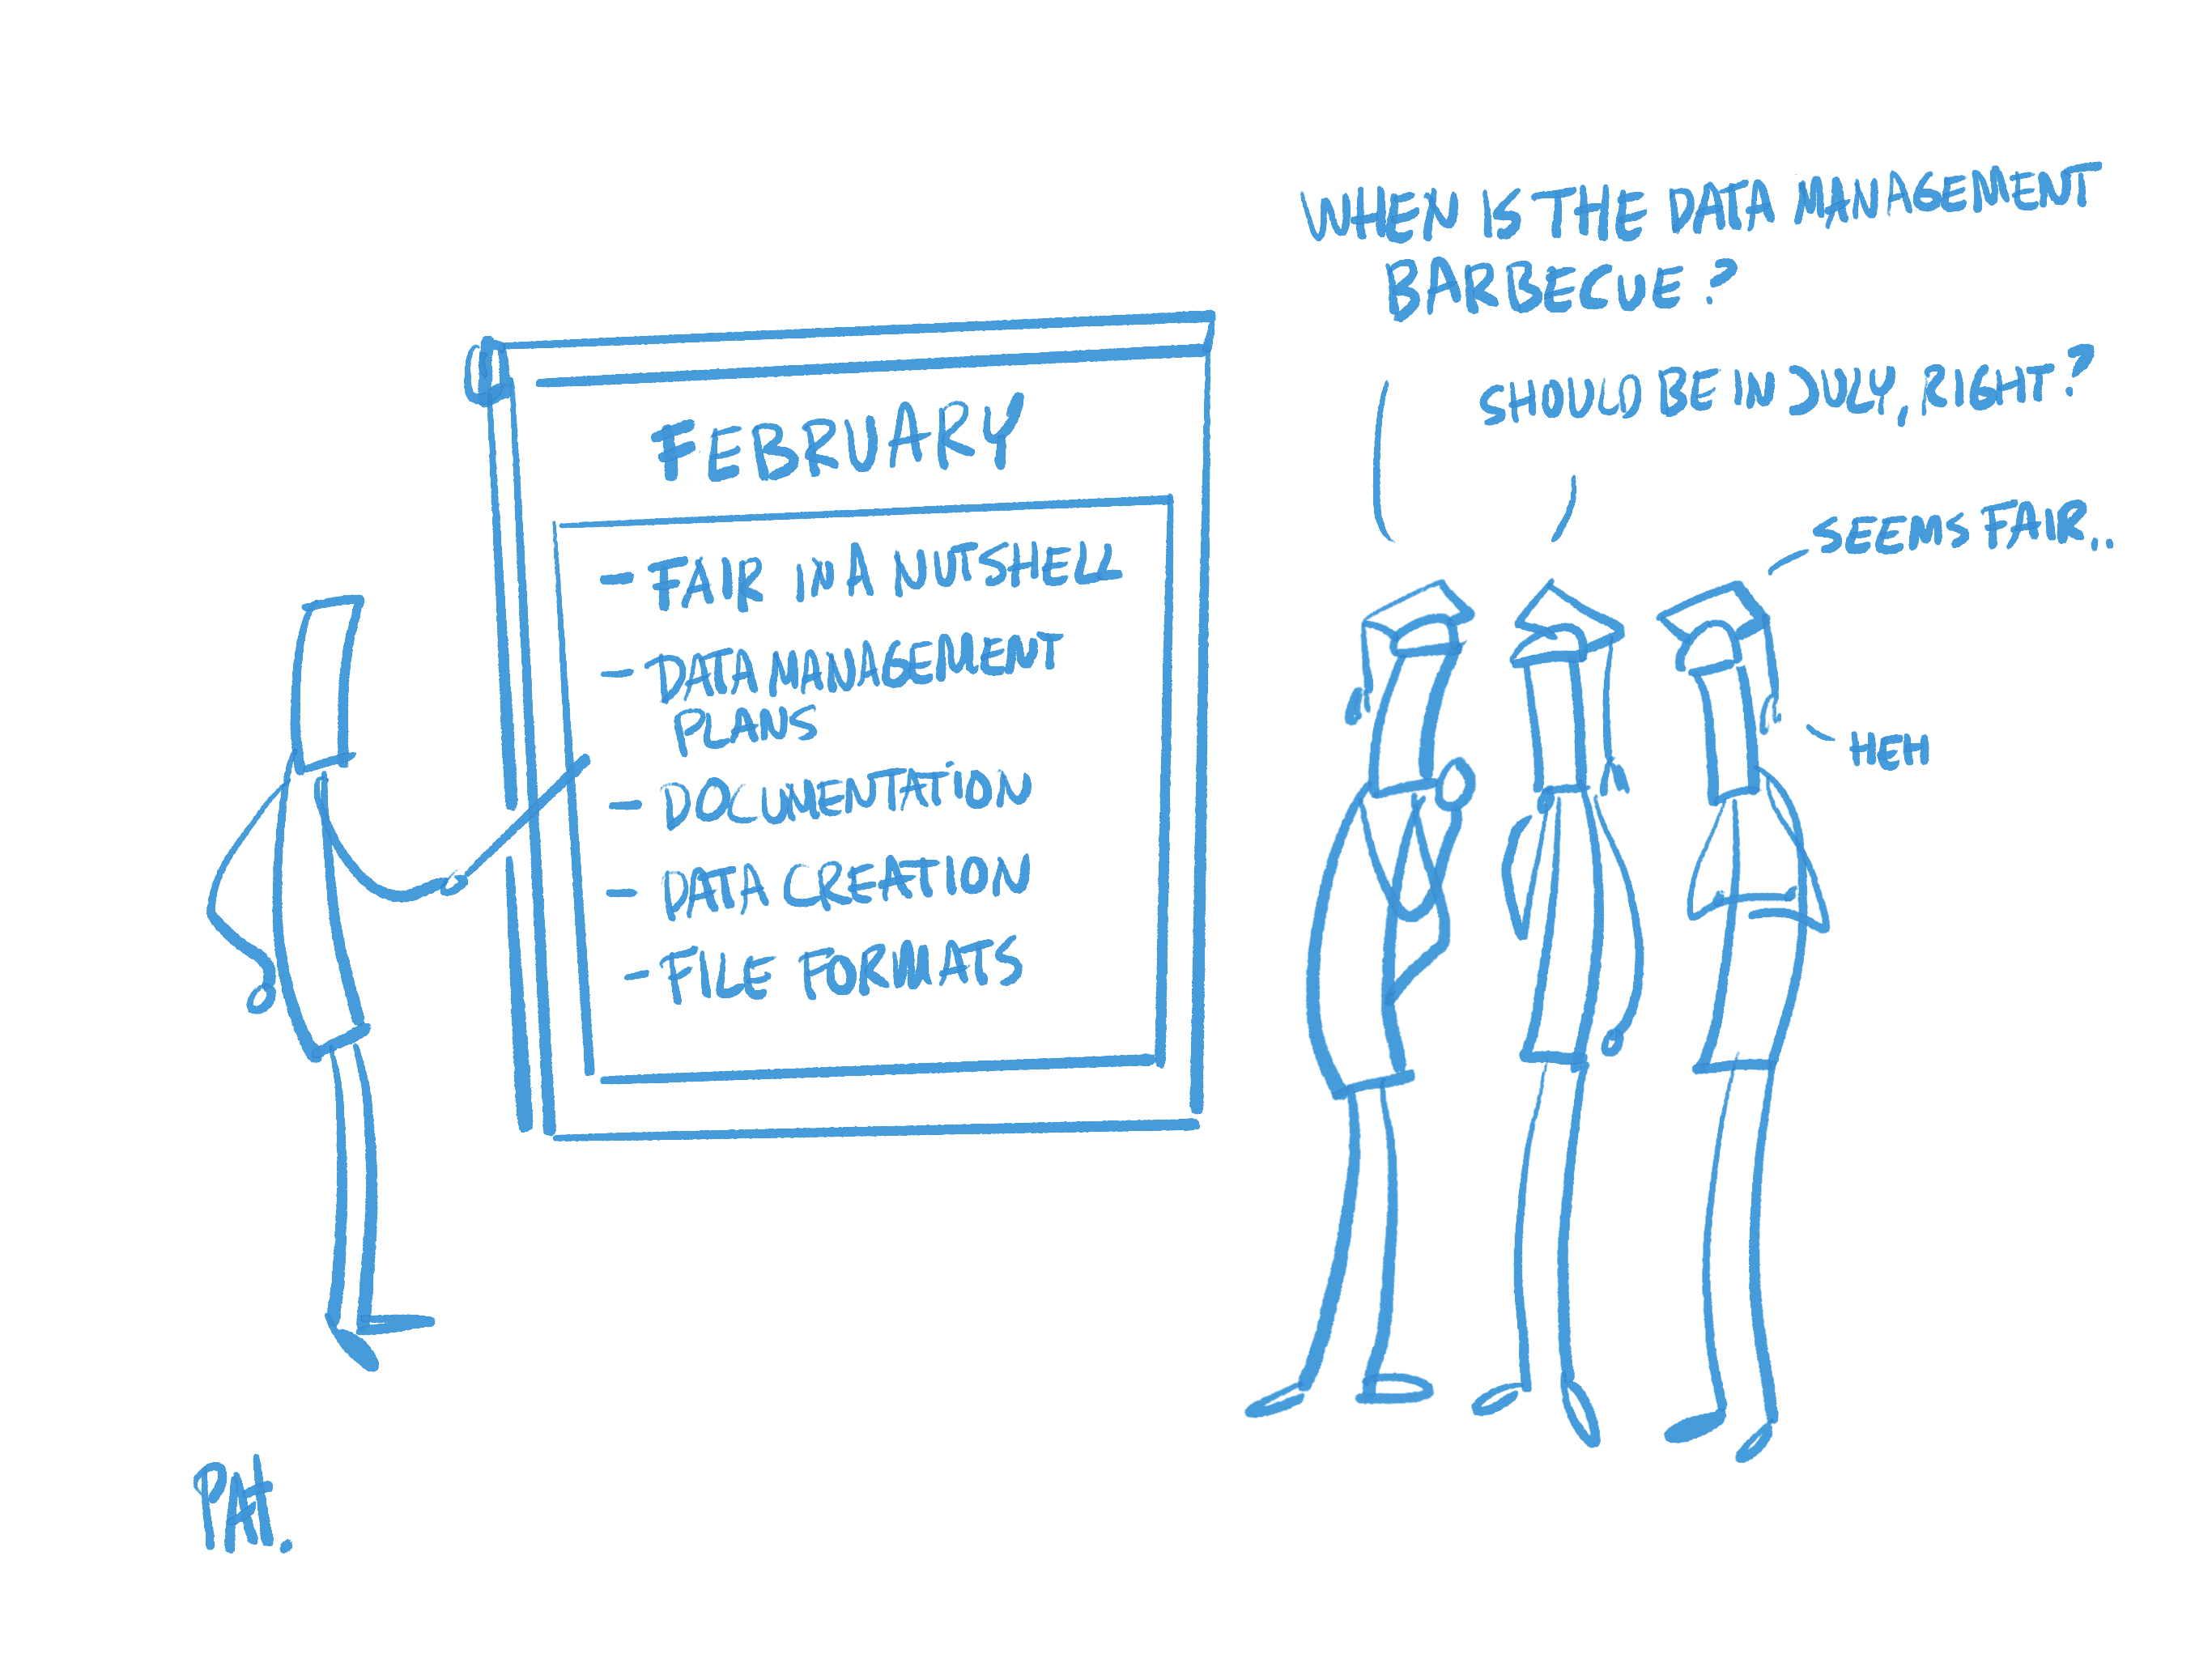 WHEN IS THE DATA MANAGEMENT
BARBECUE?
SHOULD BE IN JULY, RIGHT?
SEEMS FAIR..
HEH
FEBRUARY
- FAIR IN A NUTSHELL
- DATA MANAGEMENT
PLANS
- DOCUMENTATION
- DATA CREATION
- FILE FORMATS
PAT.